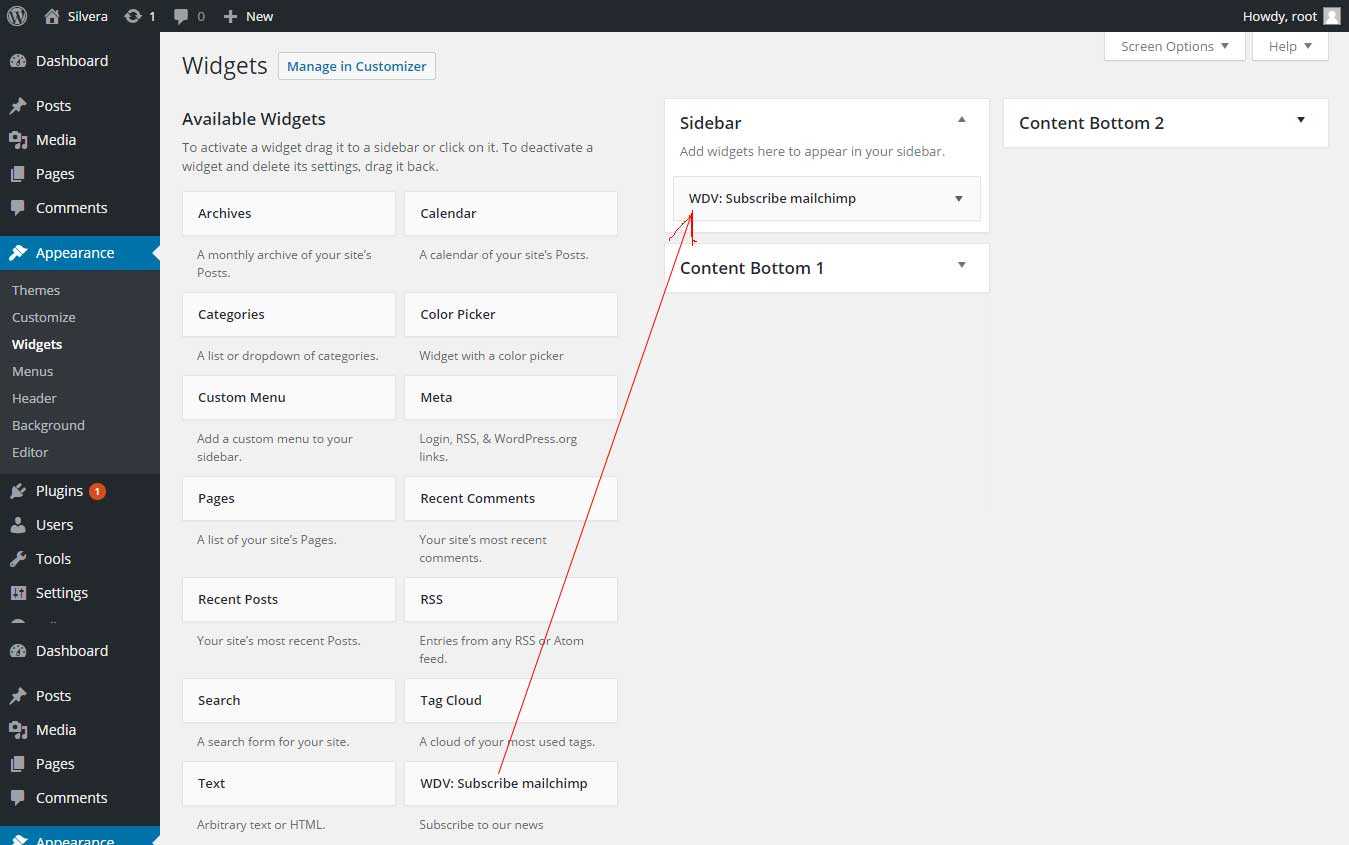 Silvera 1 0 New Howdy, root
Dashboard
Posts
Media
Pages
Comments
Appearance
Themes
Customize
Widgets
Menus
Header
Background
Editor
Plugins 1
Users
Tools
Settings
Dashboard
Posts
Media
Pages
Comments
Appearance
Screen Options Help
Widgets Manage in Customizer
Available Widgets
To activate a widget drag it to a sidebar or click on it. To deactivate a
widget and delete its settings, drag it back.
Archives Calendar
A monthly archive of your site's A calendar of your site's Posts.
Posts.
Categories Color Picker
A list or dropdown of categories. Widget with a color picker
Custom Menu Meta
Add a custom menu to your Login, RSS, & WordPress.org
sidebar. links.
Pages Recent Comments
A list of your site's Pages. Your site's most recent
comments.
Recent Posts RSS
Your site's most recent Posts. Entries from any RSS or Atom
feed.
Search Tag Cloud
A search form for your site. A cloud of your most used tags.
Text WDV: Subscribe mailchimp
Arbitrary text or HTML. Subscribe to our news
Sidebar
Add widgets here to appear in your sidebar.
WDV: Subscribe mailchimp
Content Bottom 1
Content Bottom 2